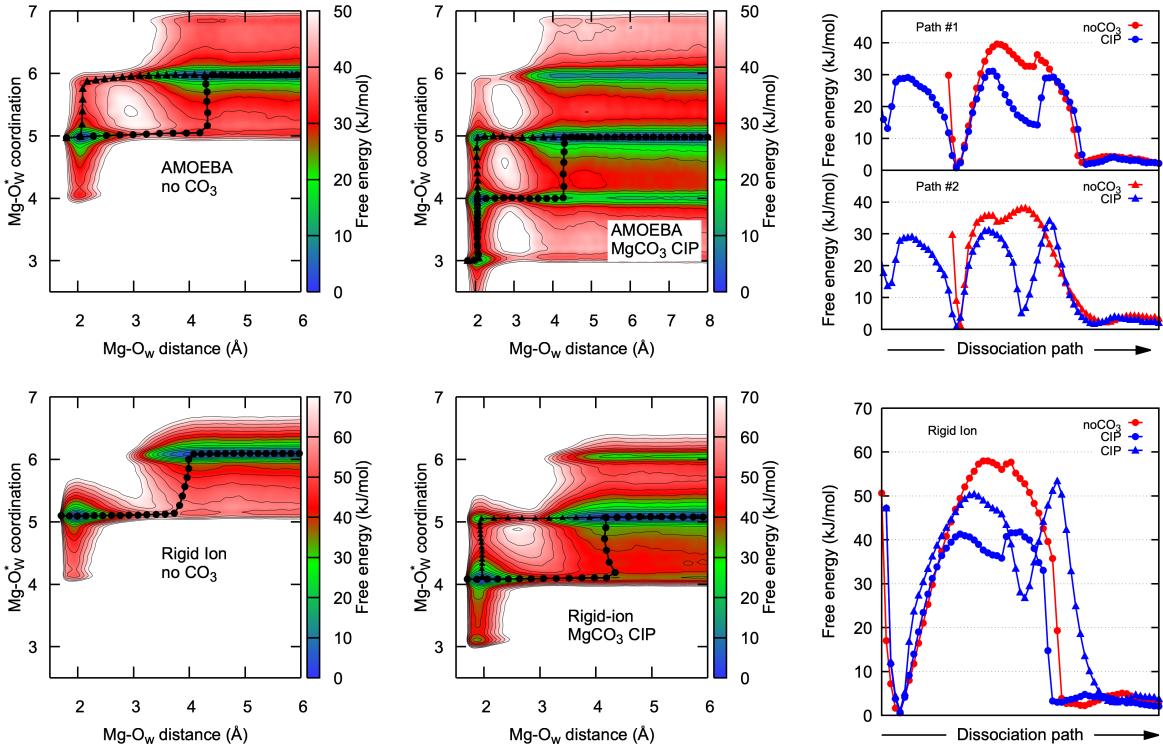 7
6
5
4
3
2 3 4 5 6
Mg-O*W coordination
Mg-OW distance (Å)
AMOEBA
no CO3
50
40
30
20
10
0
Free energy (kJ/mol)
7
6
5
4
3
2 3 4 5 6 7 8
Mg-O*W coordination
Mg-OW distance (Å)
AMOEBA
MgCO3 CIP
50
40
30
20
10
0
Free energy (kJ/mol)
Path #1
noCO3
CIP
40
30
20
10
0
Free energy (kJ/mol)
Path #2
noCO3
CIP
40
30
20
10
0
Free energy (kJ/mol)
Dissociation path
7
6
5
4
3
2 3 4 5 6
Mg-O*W coordination
Mg-OW distance (Å)
Rigid Ion
no CO3
70
60
50
40
30
20
10
0
Free energy (kJ/mol)
7
6
5
4
3
2 3 4 5 6
Mg-O*W coordination
Mg-OW distance (Å)
Rigid-ion
MgCO3 CIP
70
60
50
40
30
20
10
0
Free energy (kJ/mol)
Rigid Ion
noCO3
CIP
CIP
70
60
50
40
30
20
10
0
Free energy (kJ/mol)
Dissociation path